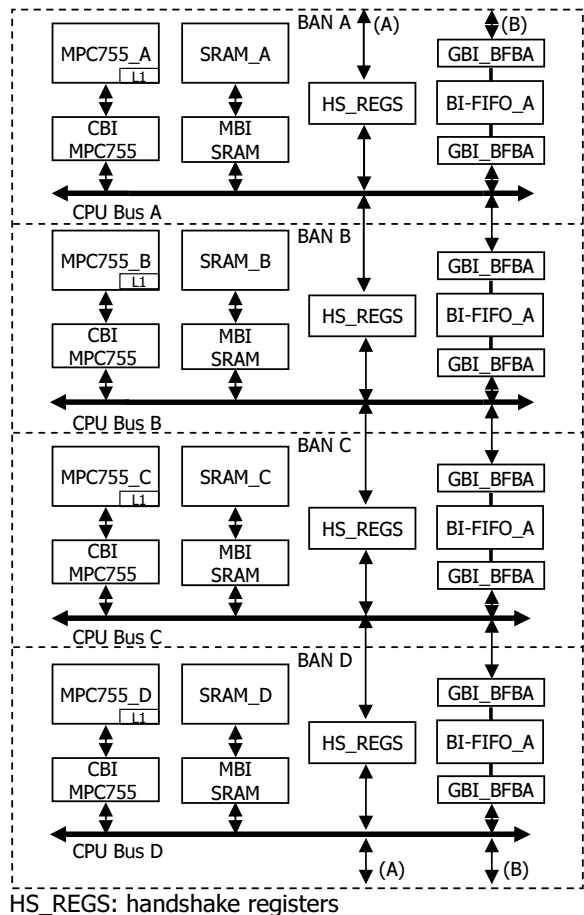 BAN A
(A)
(B)
MPC755_A
L1
SRAM_A
GBI_BFBA
HS_REGS
BI-FIFO_A
CBI
MPC755
MBI
SRAM
GBI_BFBA
CPU Bus A
BAN B
MPC755_B
L1
SRAM_B
GBI_BFBA
HS_REGS
BI-FIFO_A
CBI
MPC755
MBI
SRAM
GBI_BFBA
CPU Bus B
BAN C
MPC755_C
L1
SRAM_C
GBI_BFBA
HS_REGS
BI-FIFO_A
CBI
MPC755
MBI
SRAM
GBI_BFBA
CPU Bus C
BAN D
MPC755_D
L1
SRAM_D
GBI_BFBA
HS_REGS
BI-FIFO_A
CBI
MPC755
MBI
SRAM
GBI_BFBA
CPU Bus D
(A)
(B)
HS_REGS: handshake registers